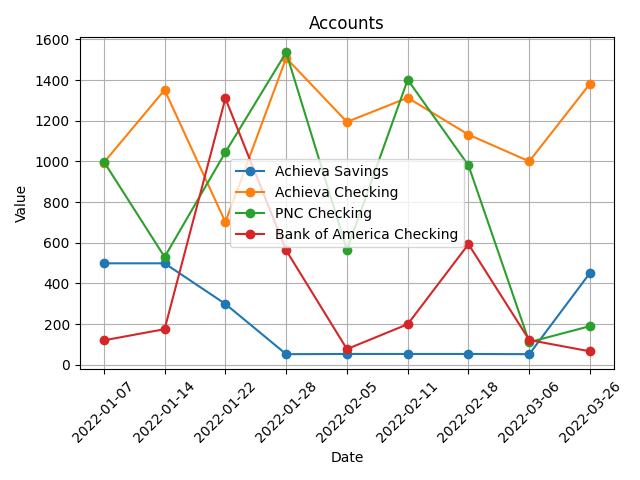 Accounts
Value
1600
1400
1200
1000
800
600
400
200
0
Achieva Savings
Achieva Checking
PNC Checking
Bank of America Checking
2022-01-07
2022-01-14
2022-01-22
2022-01-28
2022-02-05
2022-02-11
2022-02-18
2022-03-06
2022-03-26
Date